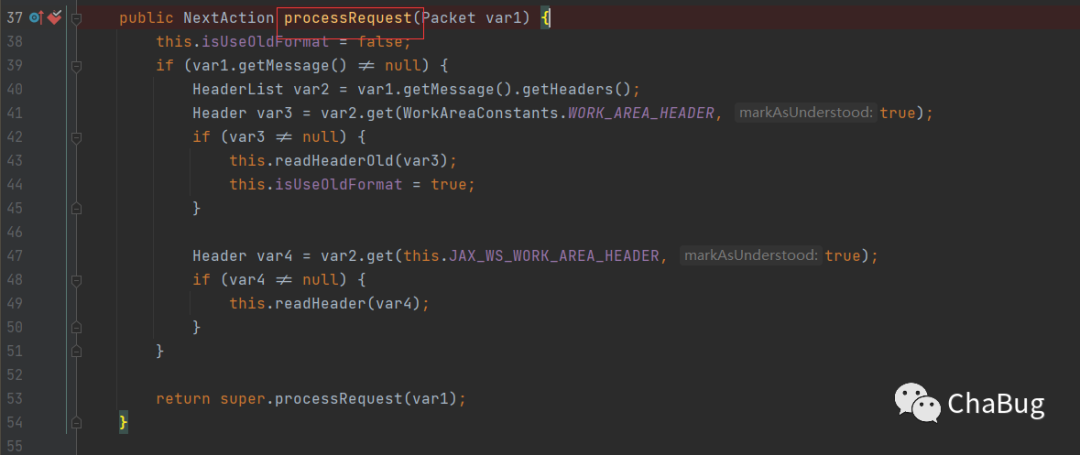 37 public NextAction processRequest(Packet var1) {
38 this.isUseOldFormat = false;
39 if (var1.getMessage() ≠ null) {
40 HeaderList var2 = var1.getMessage().getHeaders();
41 Header var3 = var2.get(WorkAreaConstants.WORK_AREA_HEADER, markAsUnderstood: true);
42 if (var3 ≠ null) {
43 this.readHeaderOld(var3);
44 this.isUseOldFormat = true;
45 }
46
47 Header var4 = var2.get(this.JAX_WS_WORK_AREA_HEADER, markAsUnderstood: true);
48 if (var4 ≠ null) {
49 this.readHeader(var4);
50 }
51 }
52
53 return super.processRequest(var1);
54 }
55
ChaBug